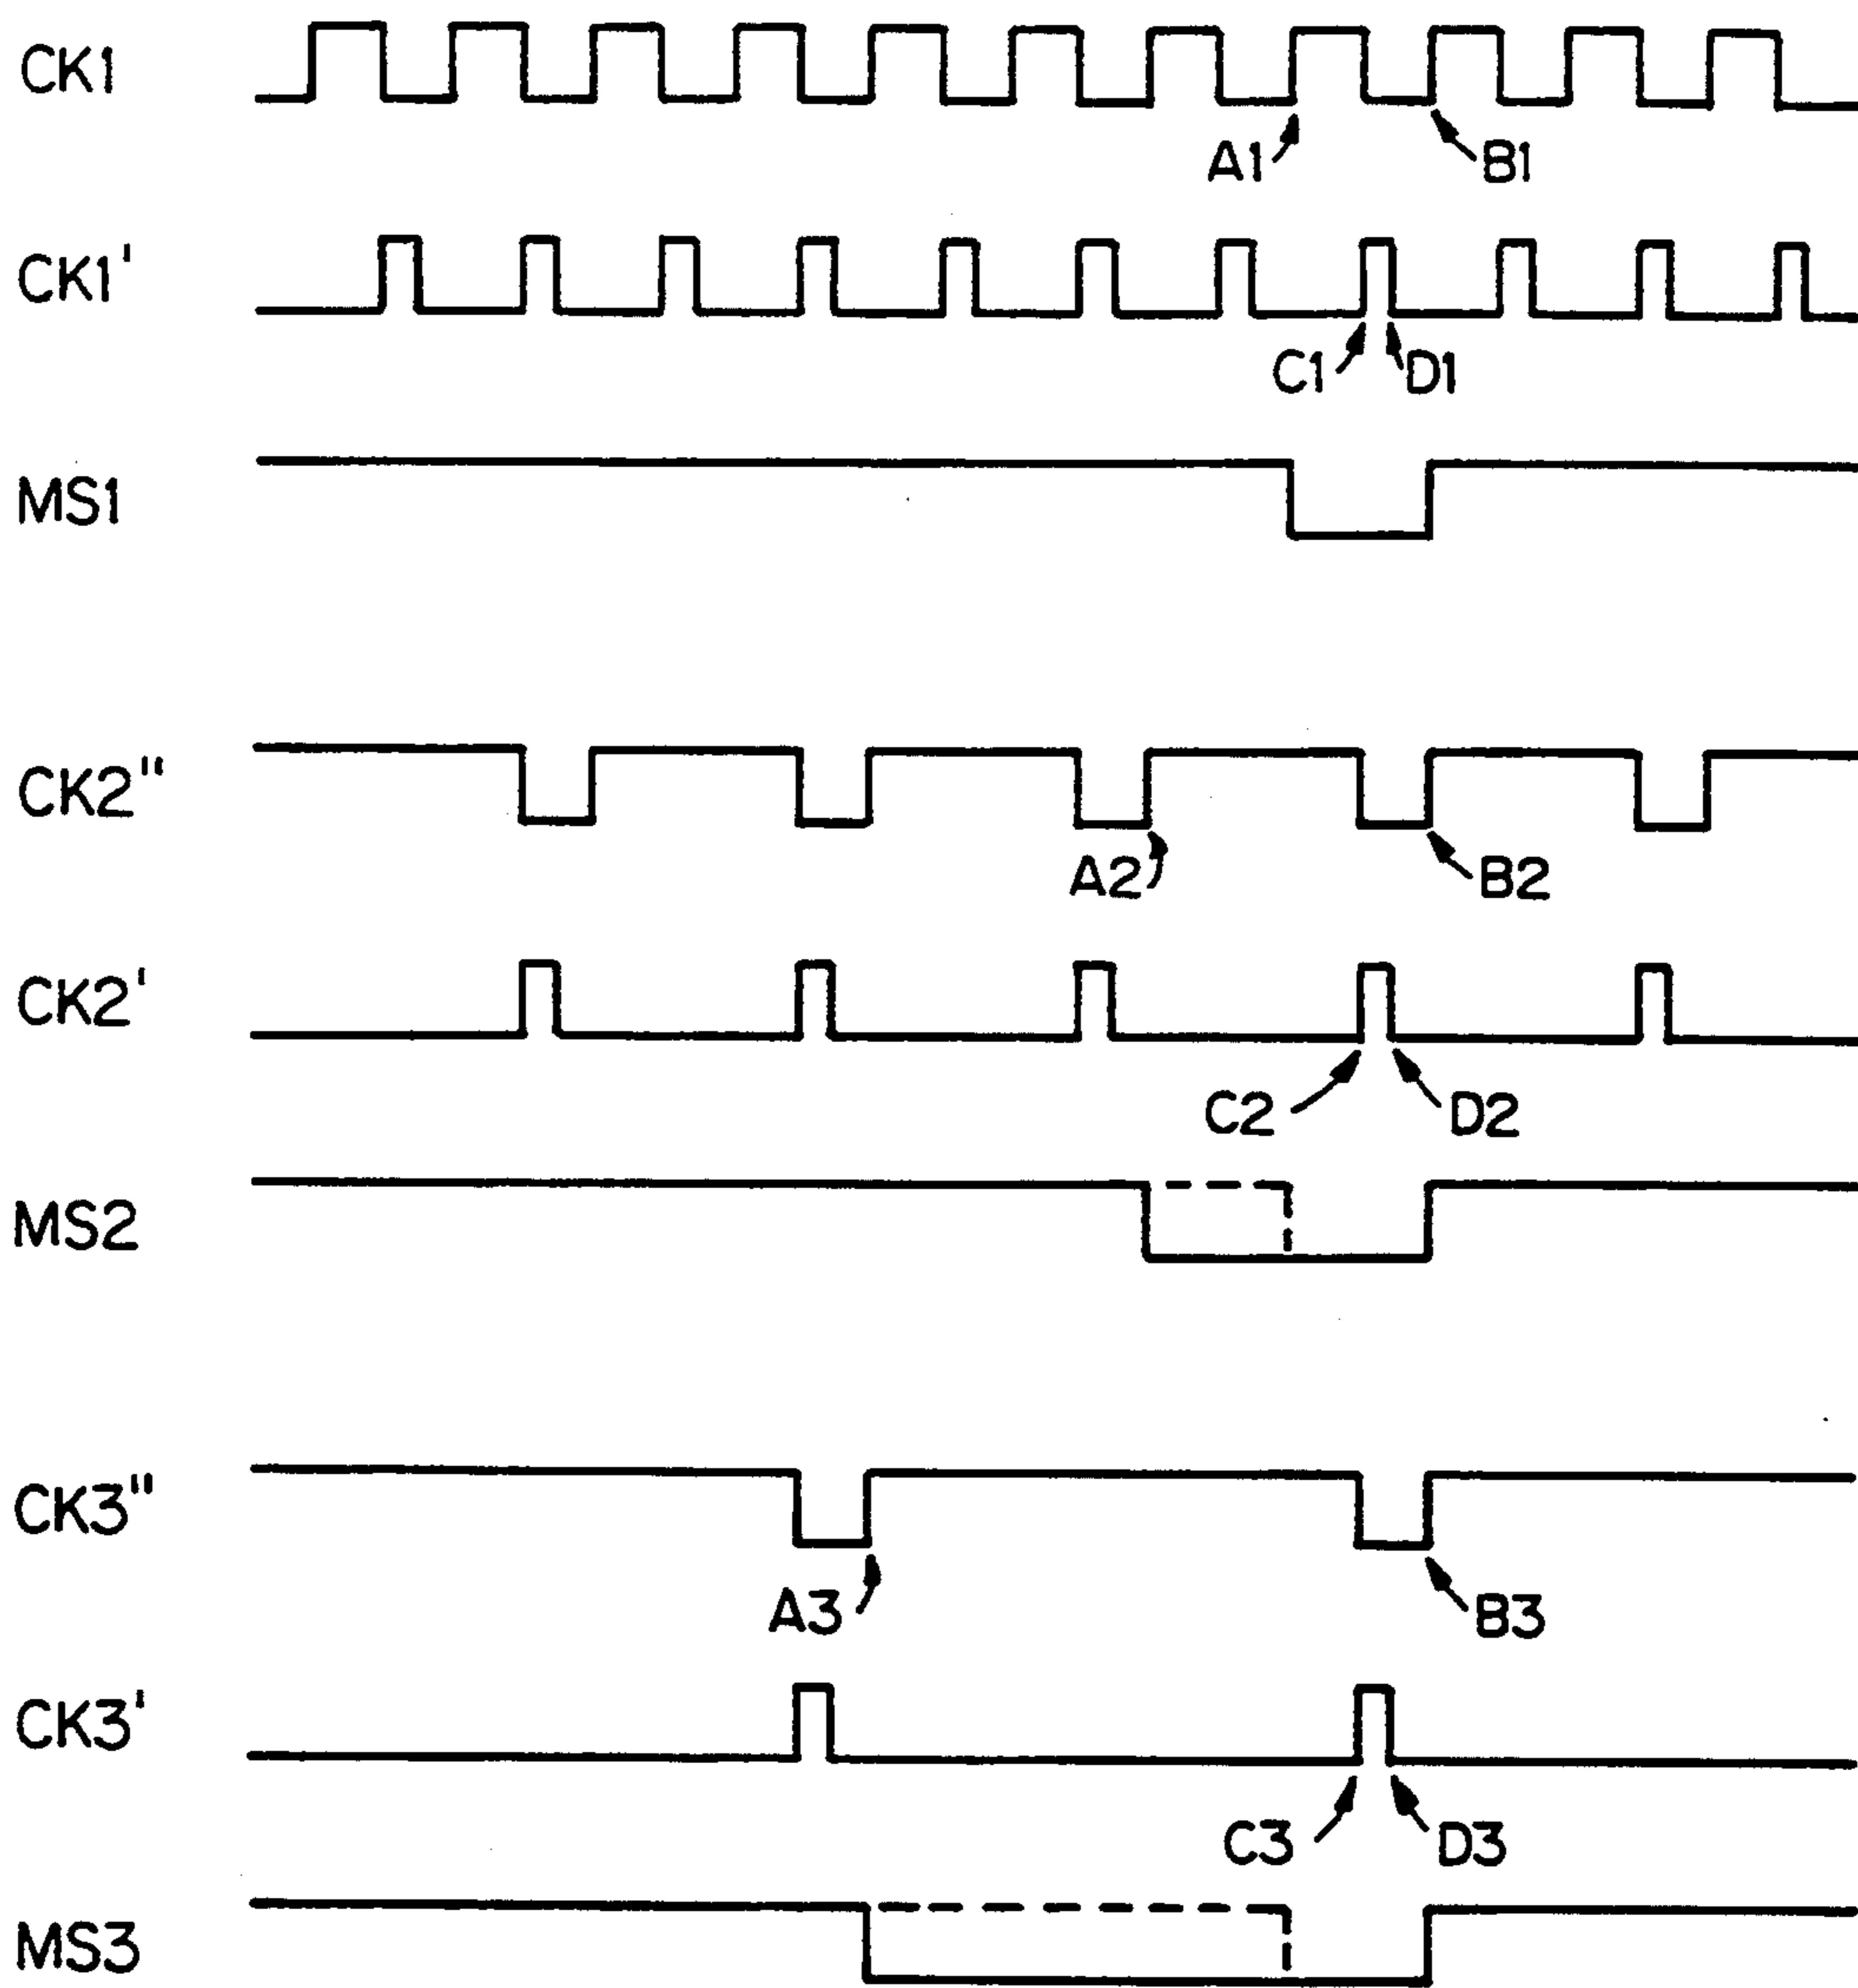 CK1
A1
B1
CK1'
C1
D1
MS1
CK2"
A2
B2
CK2'
C2
D2
MS2
CK3"
A3
B3
CK3'
C3
D3
MS3